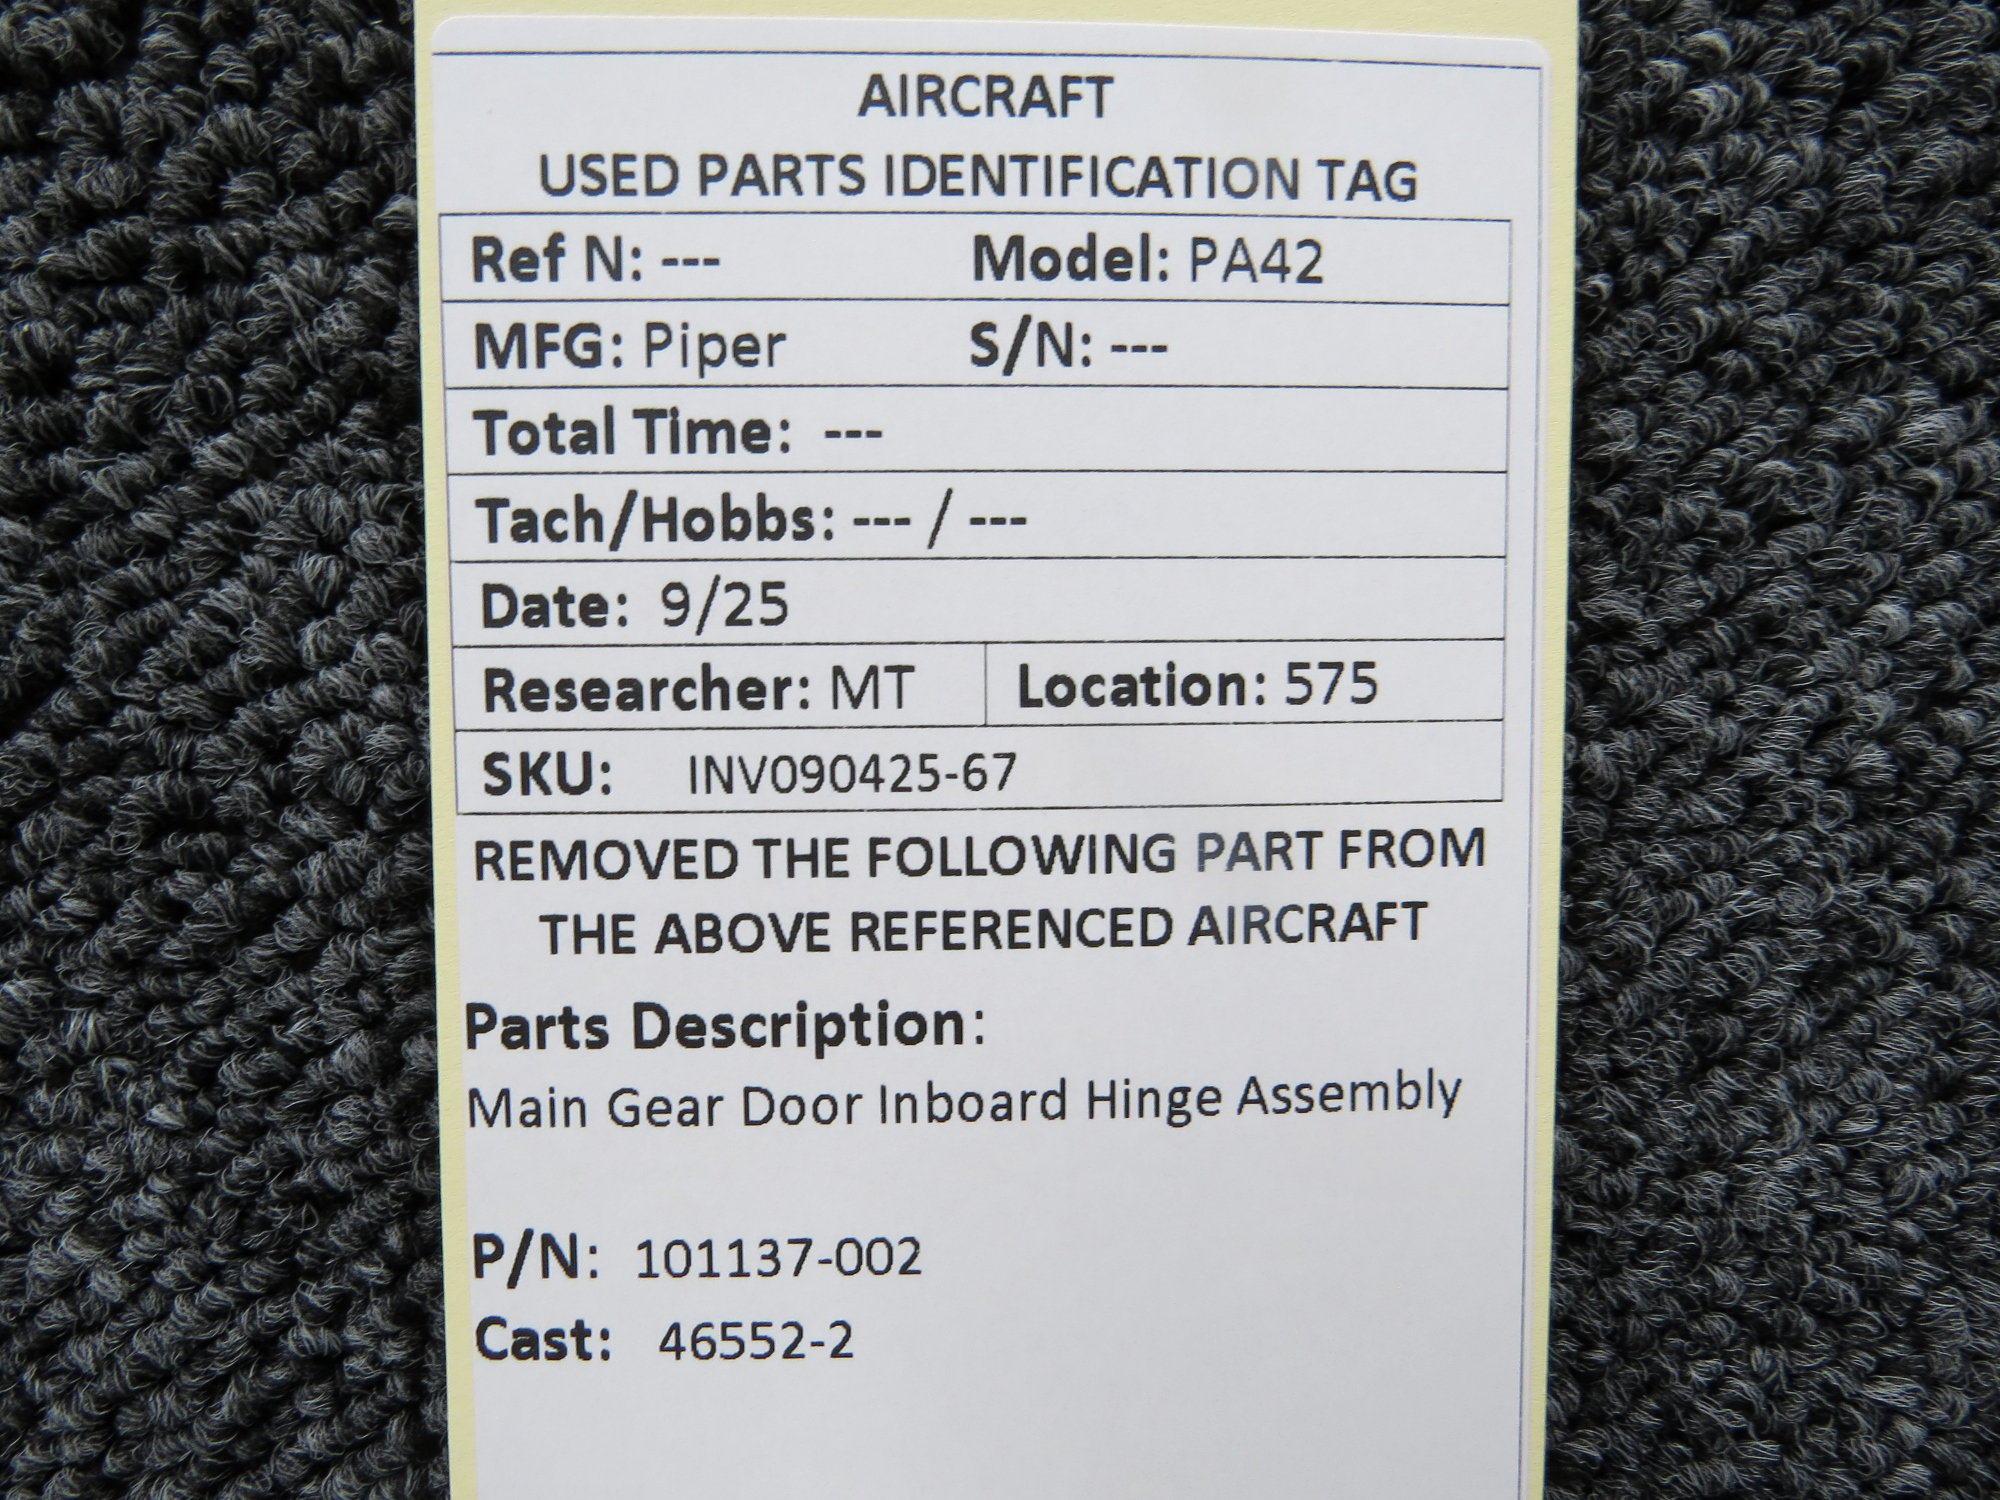 AIRCRAFT
USED PARTS IDENTIFICATION TAG
Ref N: --- Model: PA42
MFG: Piper S/N: ---
Total Time: ---
Tach/Hobbs: --- / ---
Date: 9/25
Researcher: MT Location: 575
SKU: INV090425-67
REMOVED THE FOLLOWING PART FROM
THE ABOVE REFERENCED AIRCRAFT
Parts Description:
Main Gear Door Inboard Hinge Assembly
P/N: 101137-002
Cast: 46552-2